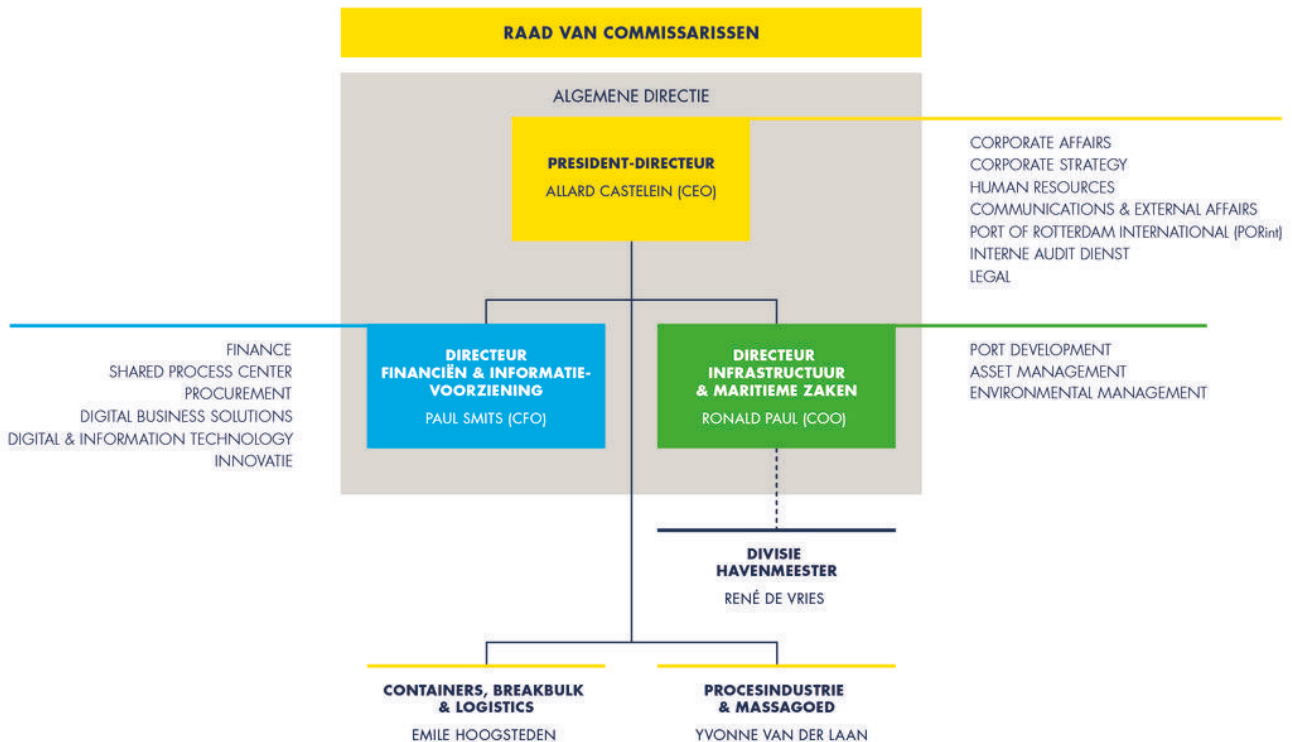 RAAD VAN COMMISSARISSEN
ALGEMENE DIRECTIE
PRESIDENT-DIRECTEUR
ALLARD CASTELEIN (CEO)
CORPORATE AFFAIRS
CORPORATE STRATEGY
HUMAN RESOURCES
COMMUNICATIONS & EXTERNAL AFFAIRS
PORT OF ROTTERDAM INTERNATIONAL (PORint)
INTERNE AUDIT DIENST
LEGAL
FINANCE
SHARED PROCESS CENTER
PROCUREMENT
DIGITAL BUSINESS SOLUTIONS
DIGITAL & INFORMATION TECHNOLOGY
INNOVATIE
DIRECTEUR
FINANCIËN & INFORMATIE-
VOORZIENING
PAUL SMITS (CFO)
DIRECTEUR
INFRASTRUCTUUR
& MARITIEME ZAKEN
RONALD PAUL (COO)
PORT DEVELOPMENT
ASSET MANAGEMENT
ENVIRONMENTAL MANAGEMENT
DIVISIE
HAVENMEESTER
RENÉ DE VRIES
CONTAINERS, BREAKBULK
& LOGISTICS
EMILE HOOGSTEDEN
PROCESINDUSTRIE
& MASSAGOED
YVONNE VAN DER LAAN